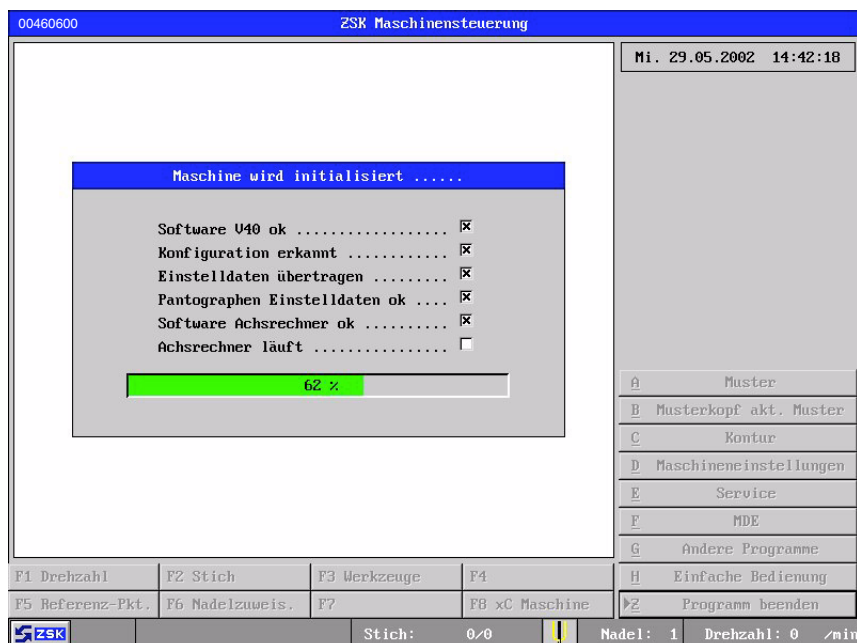 00460600 ZSK Maschinensteuerung
Mi. 29.05.2002 14:42:18
Maschine wird initialisiert ......
Software V40 ok ..................
Konfiguration erkannt ............
Einstelldaten übertragen .........
Pantographen Einstelldaten ok ....
Software Achsrechner ok ..........
Achsrechner läuft ................
62 %
A Muster
B Musterkopf akt. Muster
C Kontur
D Maschineneinstellungen
E Service
F MDE
G Andere Programme
H Einfache Bedienung
Z Programm beenden
F1 Drehzahl F2 Stich F3 Werkzeuge F4
F5 Referenz-Pkt. F6 Nadelzuweis. F7 F8 xC Maschine
ZSK Stich: 0/0 Nadel: 1 Drehzahl: 0 /min